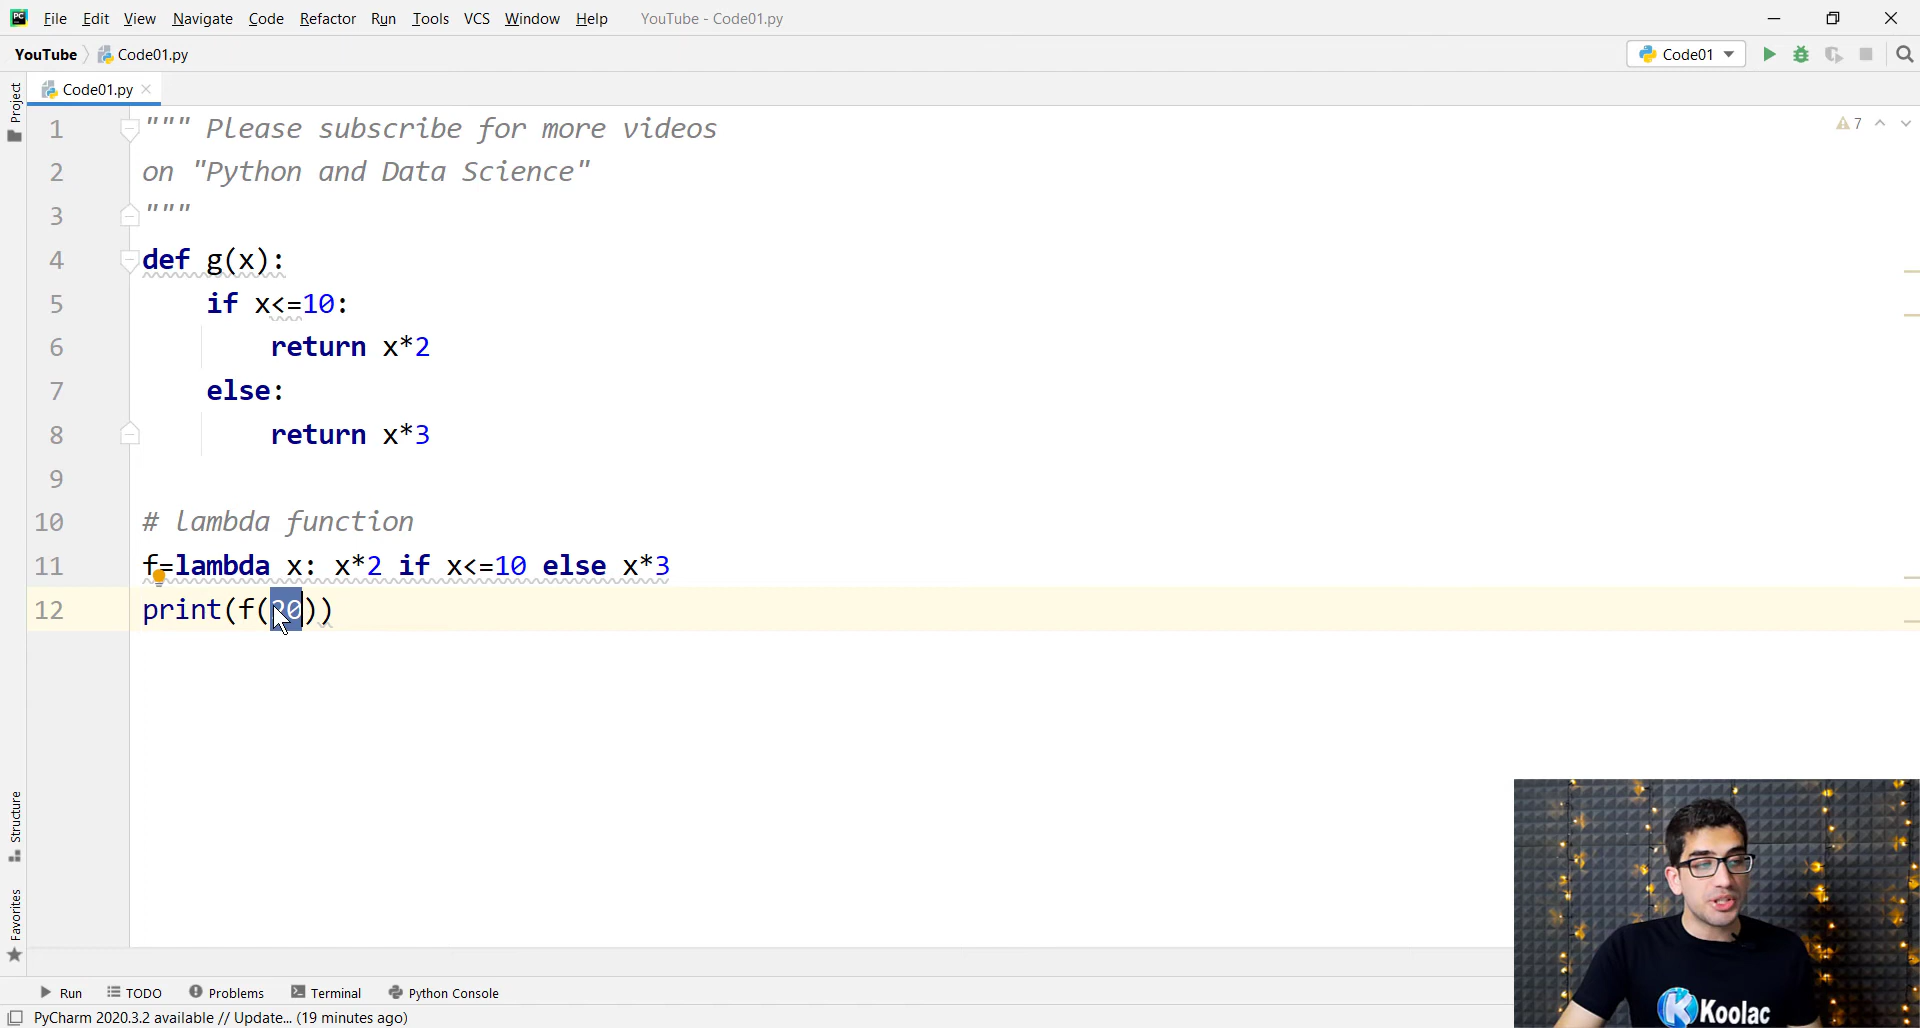 File Edit View Navigate Code Refactor Run Tools VCS Window Help YouTube - Code01.py
YouTube Code01.py Code01
Project
Code01.py
7
1 """ Please subscribe for more videos
2 on "Python and Data Science"
3 """
4 def g(x):
5 if x<=10:
6 return x*2
7 else:
8 return x*3
9
10 # lambda function
11 f=lambda x: x*2 if x<=10 else x*3
12 print(f(20))
Structure
Favorites
Koolac
Run TODO Problems Terminal Python Console
PyCharm 2020.3.2 available // Update... (19 minutes ago)